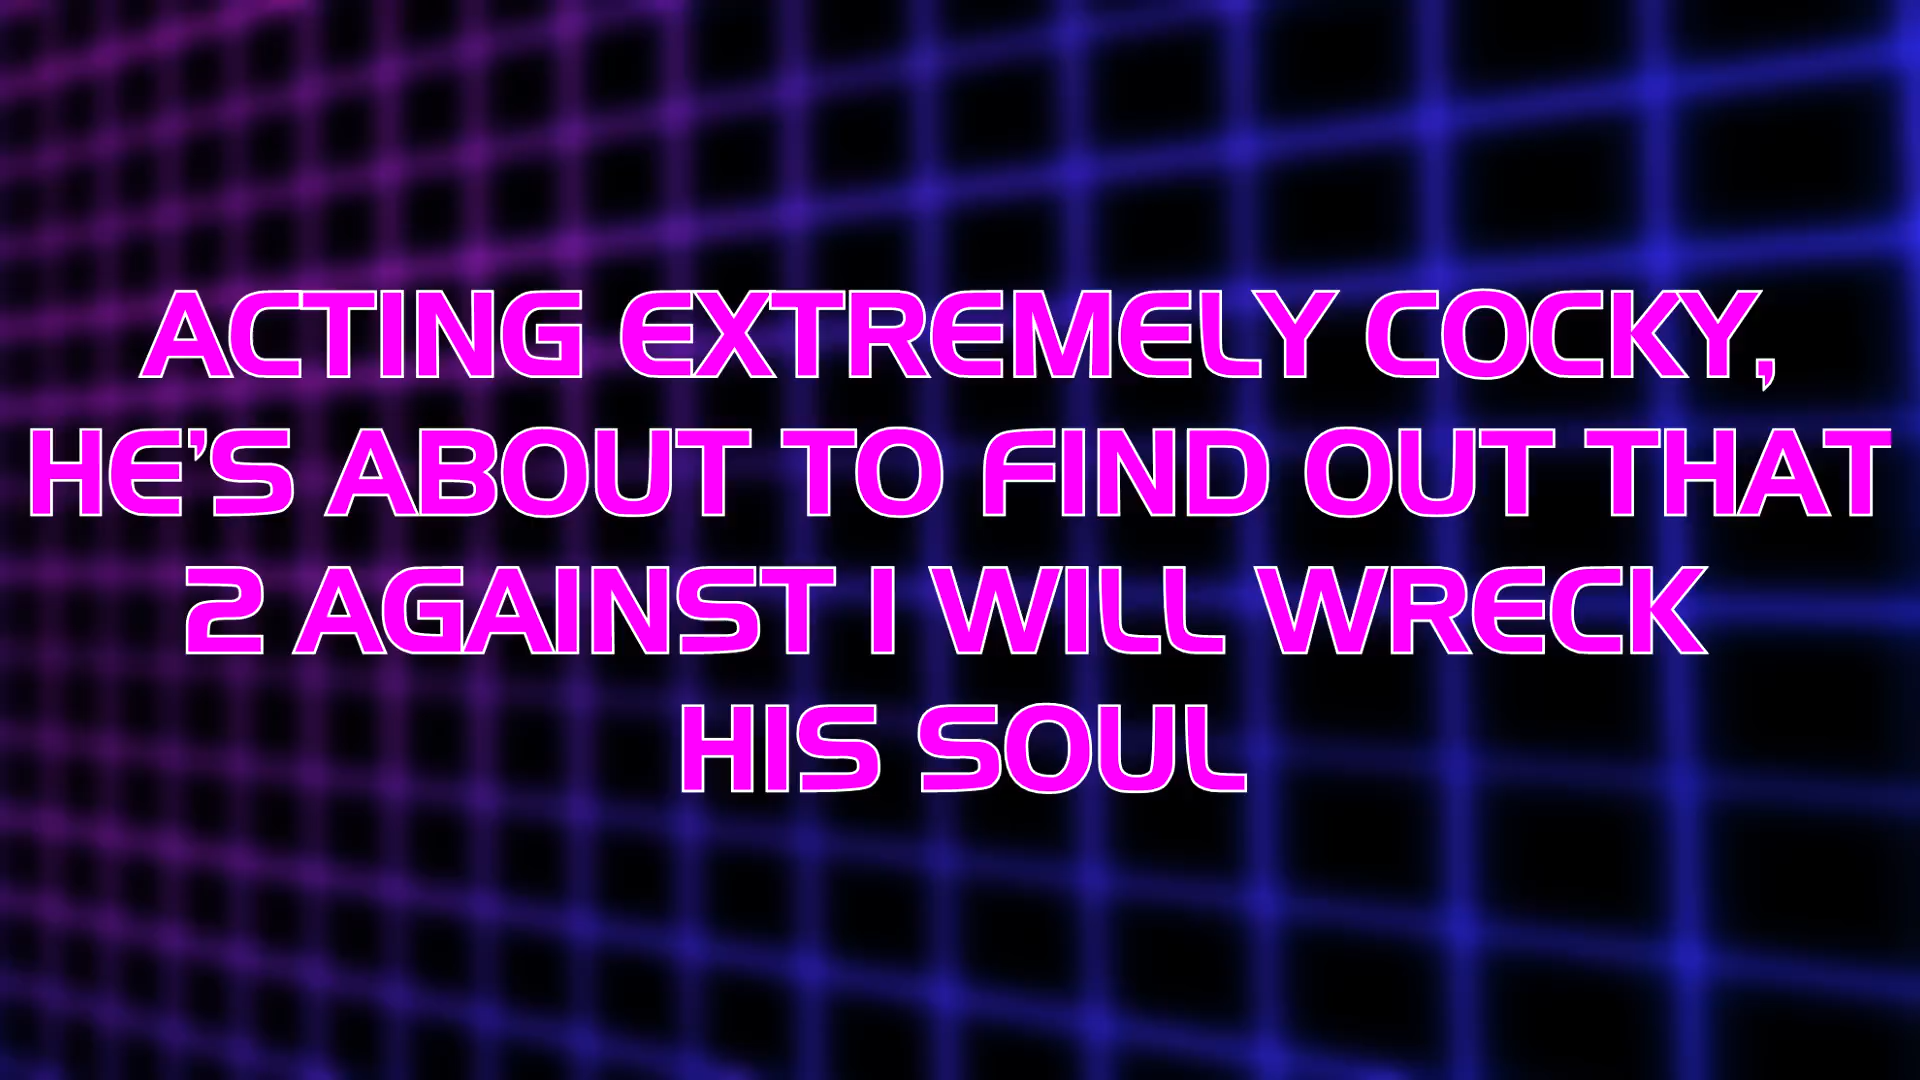 ACTING EXTREMELY COCKY,
HE'S ABOUT TO FIND OUT THAT
2 AGAINST 1 WILL WRECK
HIS SOUL